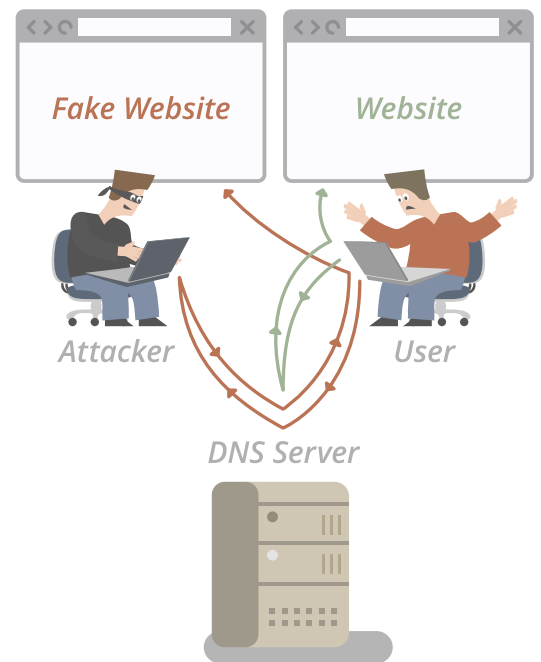 Fake Website
Website
Attacker
User
DNS Server